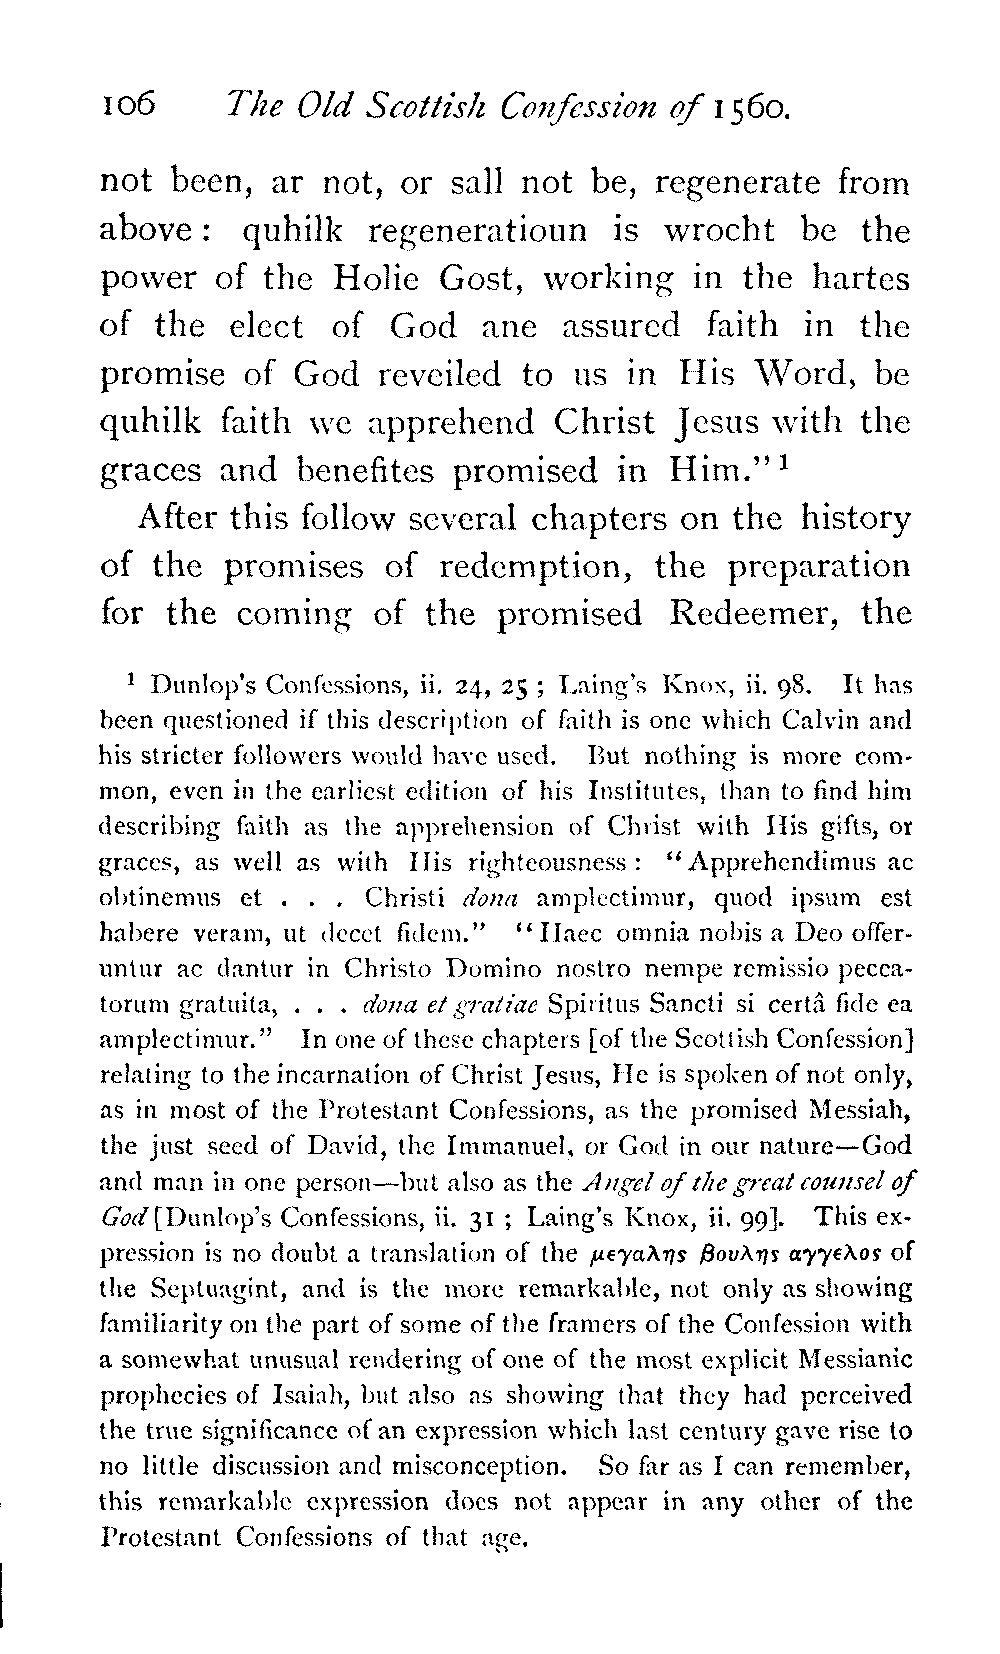 106 The Old Scottish Confession of 1560.
not been, ar not, or sall not be, regenerate from
above : quhilk regeneratioun is wrocht be the
power of the Holie Gost, working in the hartes
of the elect of God ane assured faith in the
promise of God reveiled to us in His Word, be
quhilk faith we apprehend Christ Jesus with the
graces and benefites promised in Him." ¹
After this follow several chapters on the history
of the promises of redemption, the preparation
for the coming of the promised Redeemer, the
¹ Dunlop's Confessions, ii. 24, 25 ; Laing's Knox, ii. 98. It has
been questioned if this description of faith is one which Calvin and
his stricter followers would have used. But nothing is more com-
mon, even in the earliest edition of his Institutes, than to find him
describing faith as the apprehension of Christ with His gifts, or
graces, as well as with His righteousness : "Apprehendimus ac
obtinemus et . . . Christi dona amplectimur, quod ipsum est
habere veram, ut decet fidem." "Haec omnia nobis a Deo offer-
untur ac dantur in Christo Domino nostro nempe remissio pecca-
torum gratuita, . . . dona et gratiae Spiritus Sancti si certâ fide ea
amplectimur." In one of these chapters [of the Scottish Confession]
relating to the incarnation of Christ Jesus, He is spoken of not only,
as in most of the Protestant Confessions, as the promised Messiah,
the just seed of David, the Immanuel, or God in our nature—God
and man in one person—but also as the Angel of the great counsel of
God [Dunlop's Confessions, ii. 31 ; Laing's Knox, ii. 99]. This ex-
pression is no doubt a translation of the μεγαλης βουλης αγγελος of
the Septuagint, and is the more remarkable, not only as showing
familiarity on the part of some of the framers of the Confession with
a somewhat unusual rendering of one of the most explicit Messianic
prophecies of Isaiah, but also as showing that they had perceived
the true significance of an expression which last century gave rise to
no little discussion and misconception. So far as I can remember,
this remarkable expression does not appear in any other of the
Protestant Confessions of that age.